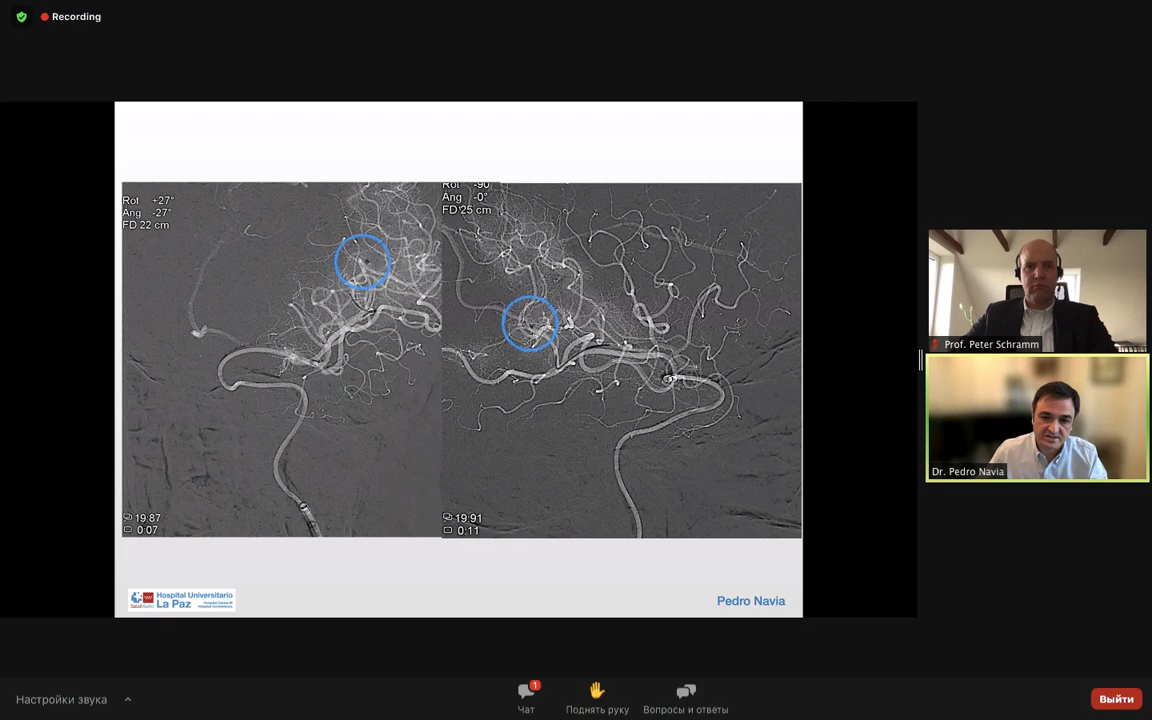 Recording
Rot +27°
Ang -27°
FD 22 cm
Rot -90
Ang -0°
FD 25 cm
19:87
0:07
19:91
0:11
Prof. Peter Schramm
Dr. Pedro Navia
Hospital Universitario
La Paz
Pedro Navia
Настройки звука
1
Чат
Поднять руку
Вопросы и ответы
Выйти